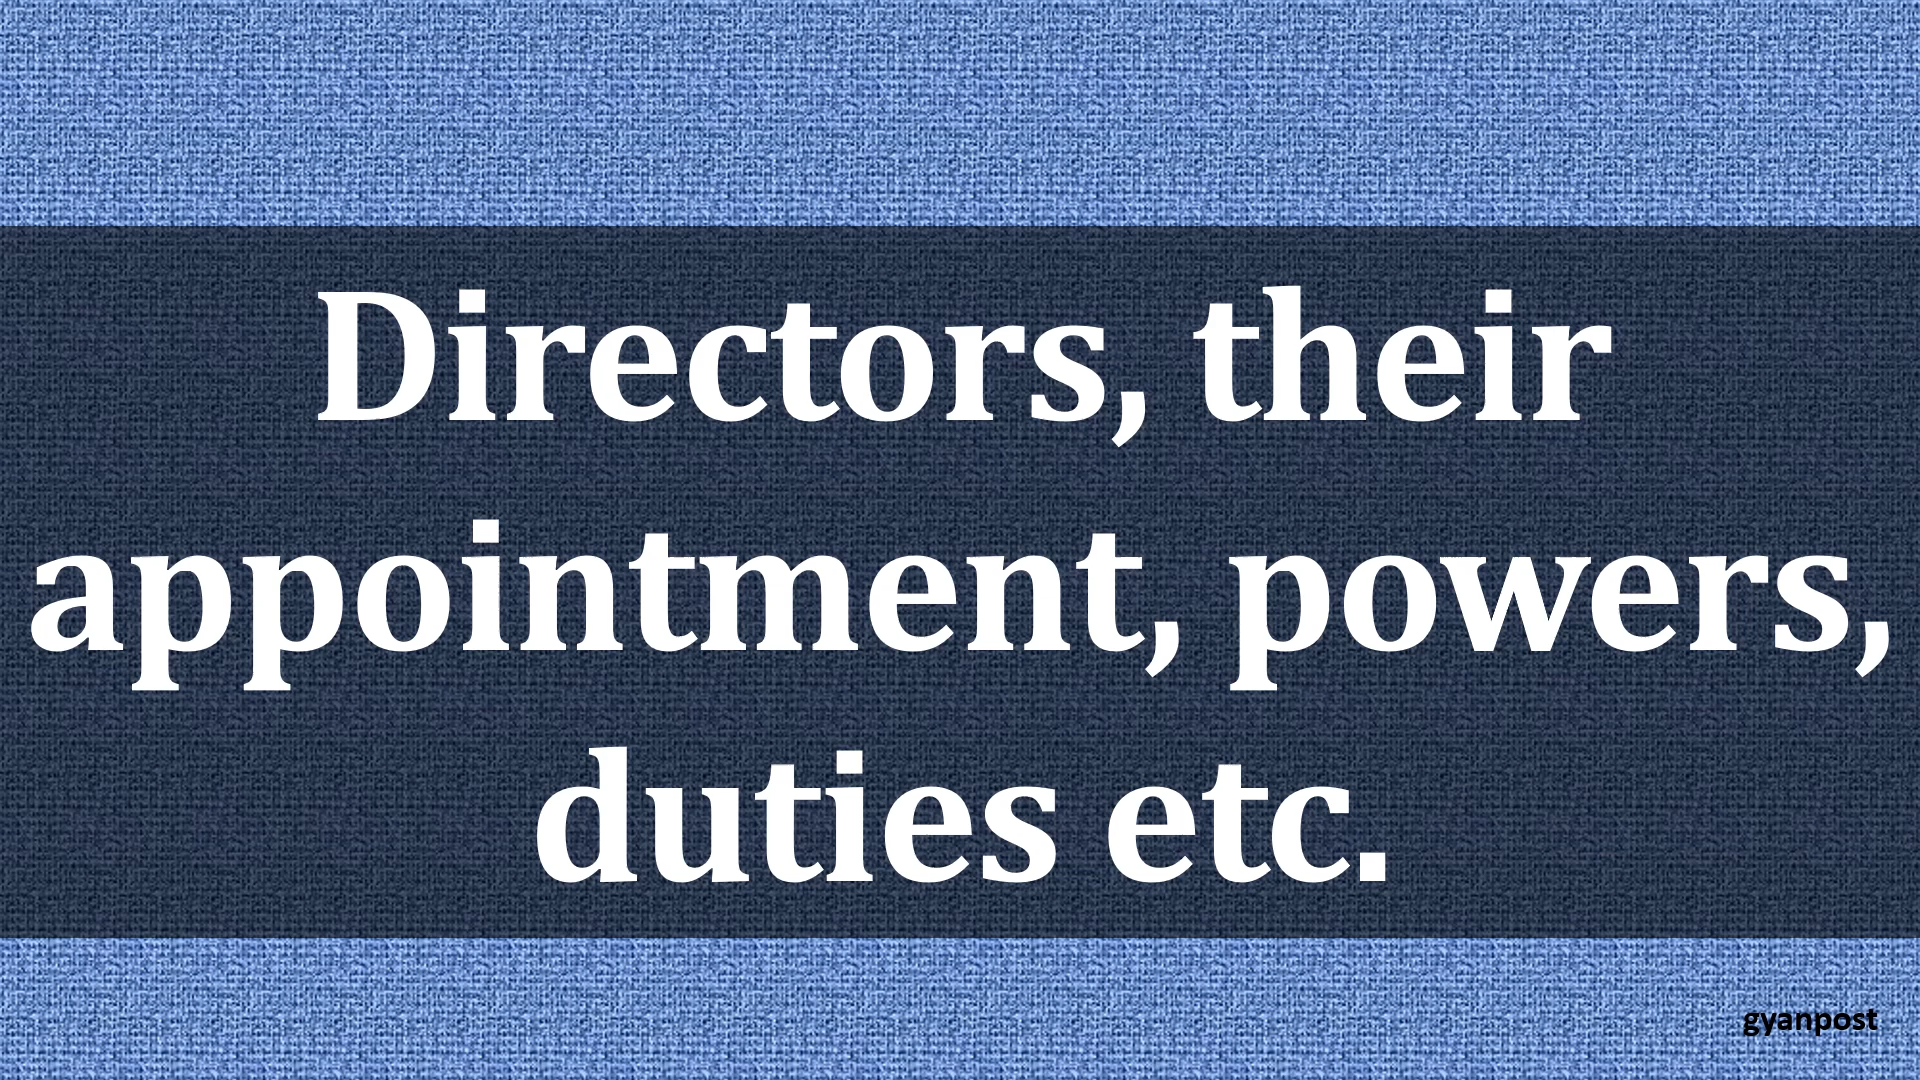 Directors, their
appointment, powers,
duties etc.
gyanpost